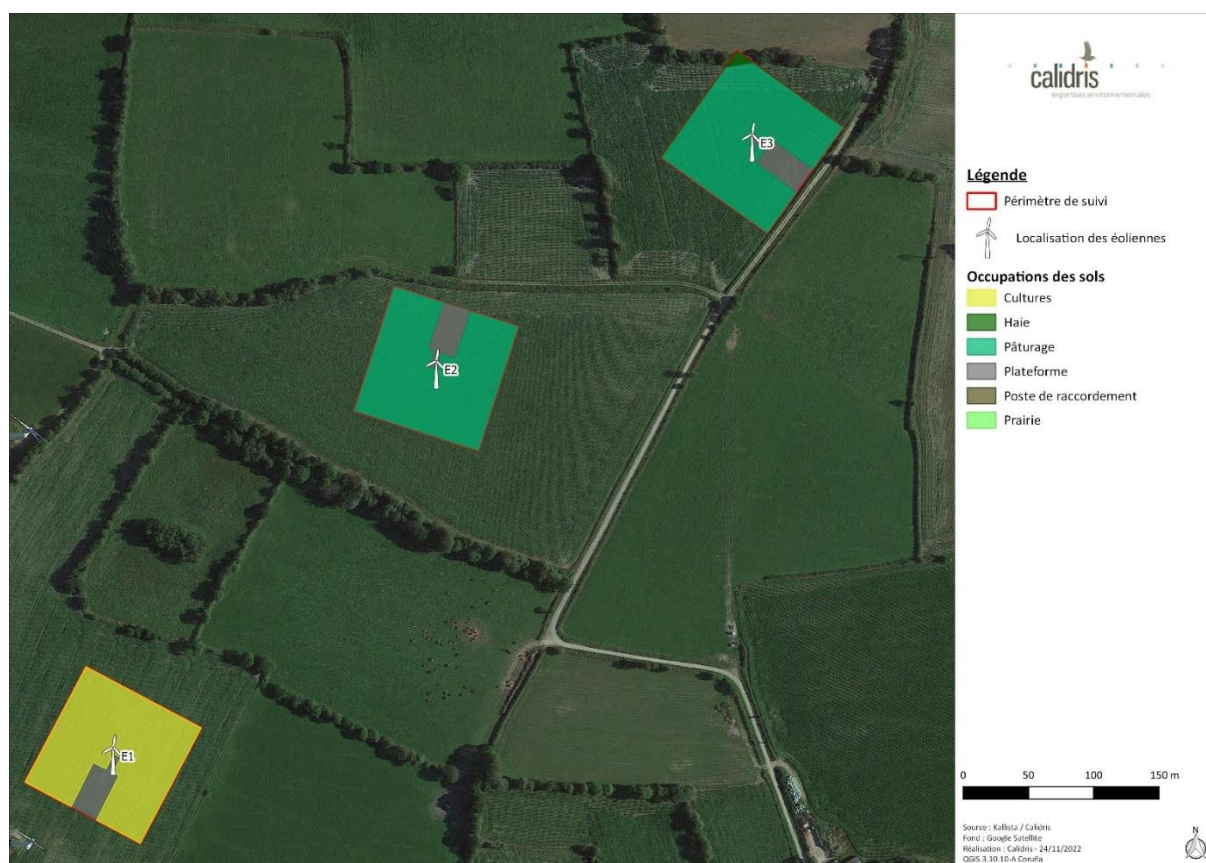 E3
E2
E1
calidris
expertises environnementales
Légende
Périmètre de suivi
Localisation des éoliennes
Occupations des sols
Cultures
Haie
Pâturage
Plateforme
Poste de raccordement
Prairie
0 50 100 150 m
Source : Kallista / Calidris
Fond : Google Satellite
Réalisation : Calidris - 24/11/2022
QGIS 3.10.10-A Coruña
N